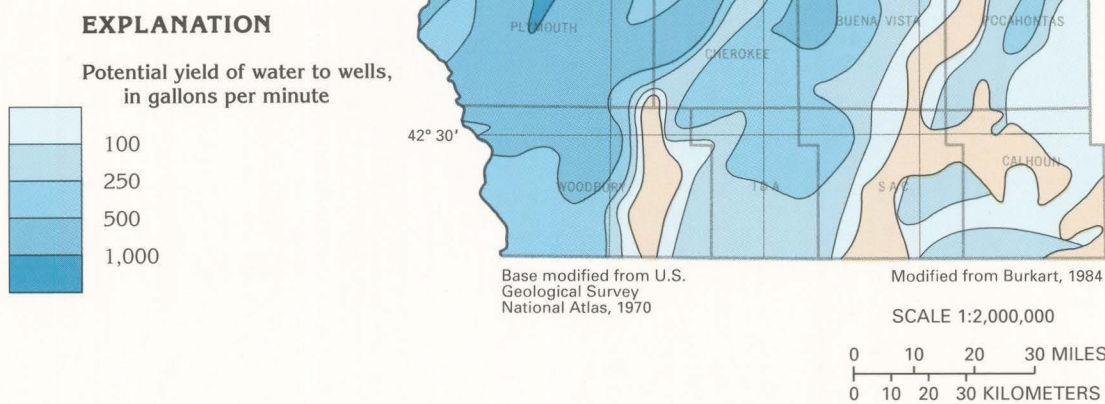 EXPLANATION
Potential yield of water to wells,
in gallons per minute
100
250
500
1,000
PLYMOUTH
CHEROKEE
BUENA VISTA
POCAHONTAS
42° 30′
WOODBURY
IDA
SAC
CALHOUN
Base modified from U.S.
Geological Survey
National Atlas, 1970
Modified from Burkart, 1984
SCALE 1:2,000,000
0 10 20 30 MILES
0 10 20 30 KILOMETERS